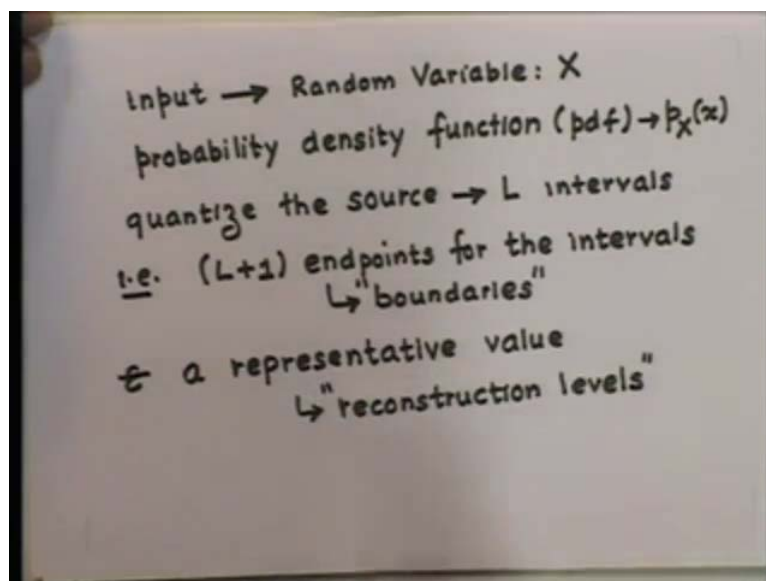 input → Random Variable: X
probability density function (pdf) → pₓ(x)
quantize the source → L intervals
i.e. (L+1) endpoints for the intervals
↳ "boundaries"
& a representative value
↳ "reconstruction levels"